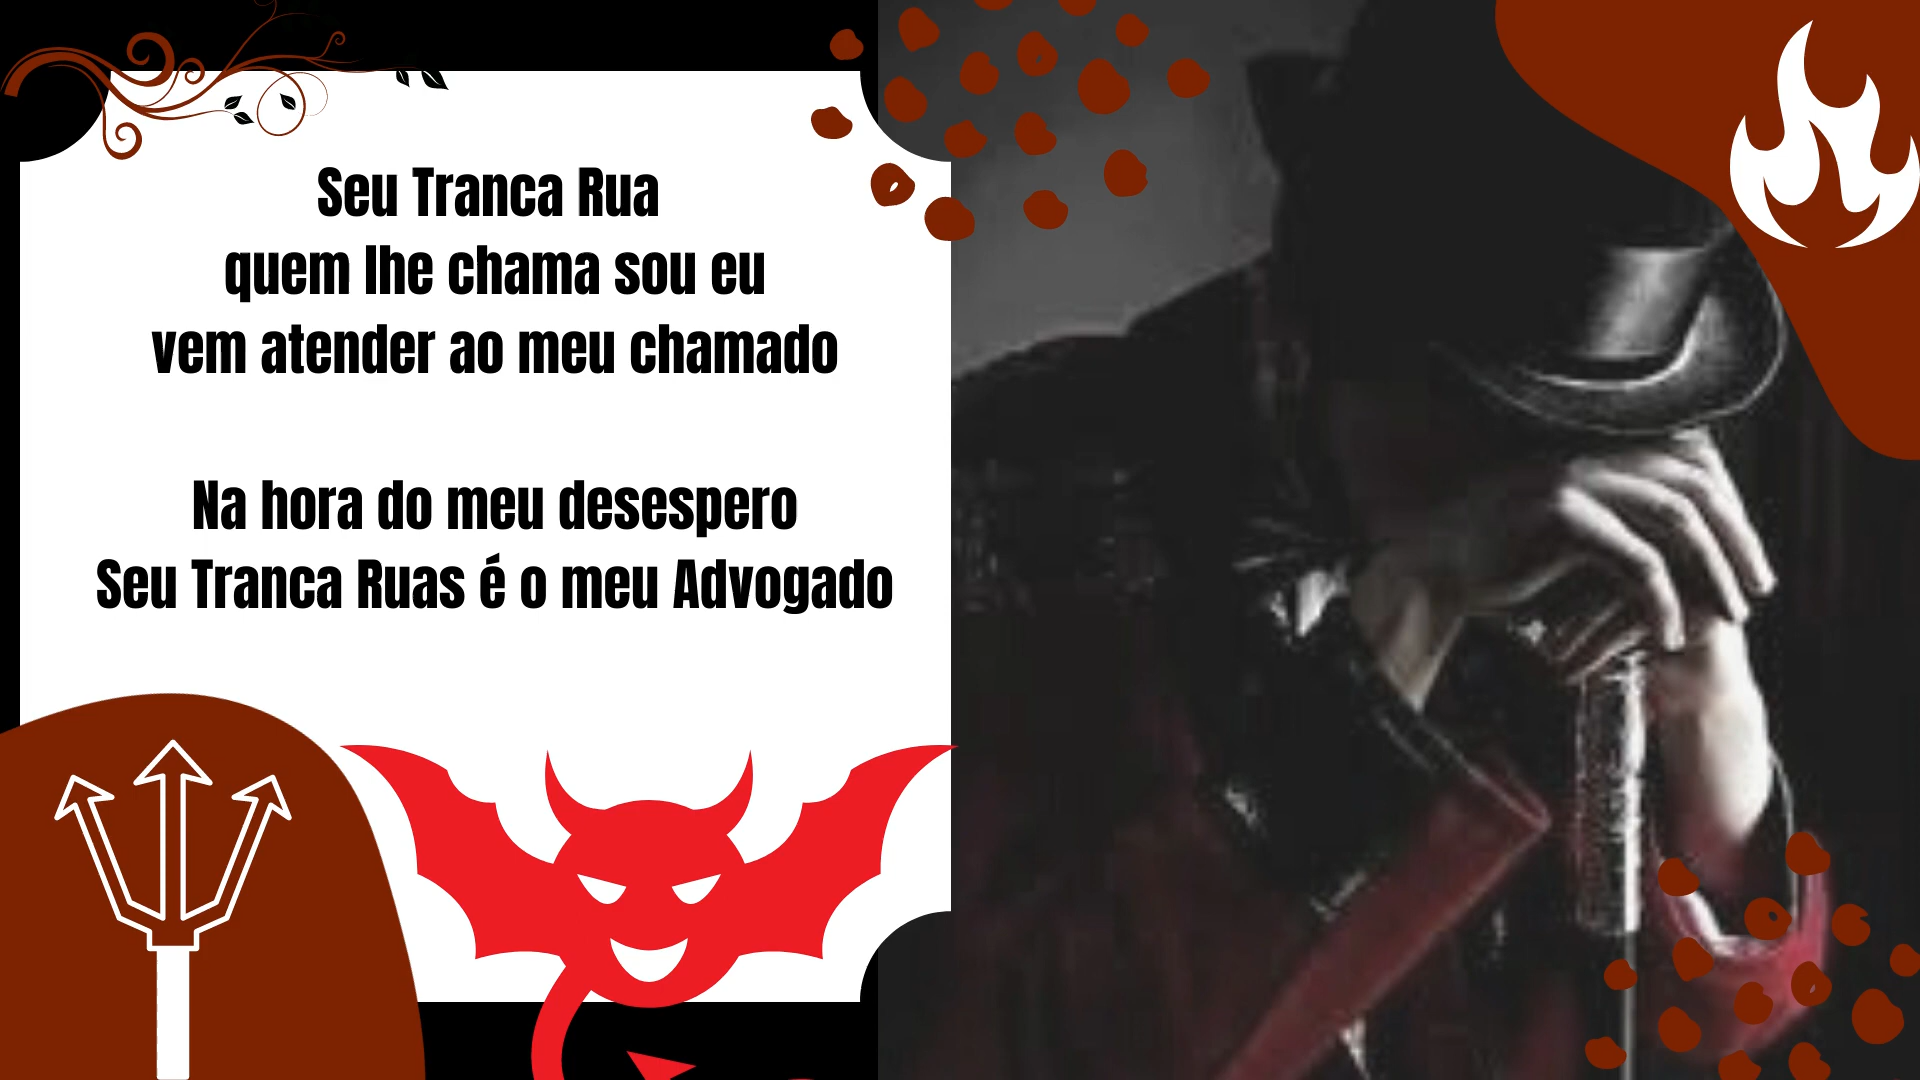 Seu Tranca Rua
quem lhe chama sou eu
vem atender ao meu chamado
Na hora do meu desespero
Seu Tranca Ruas é o meu Advogado